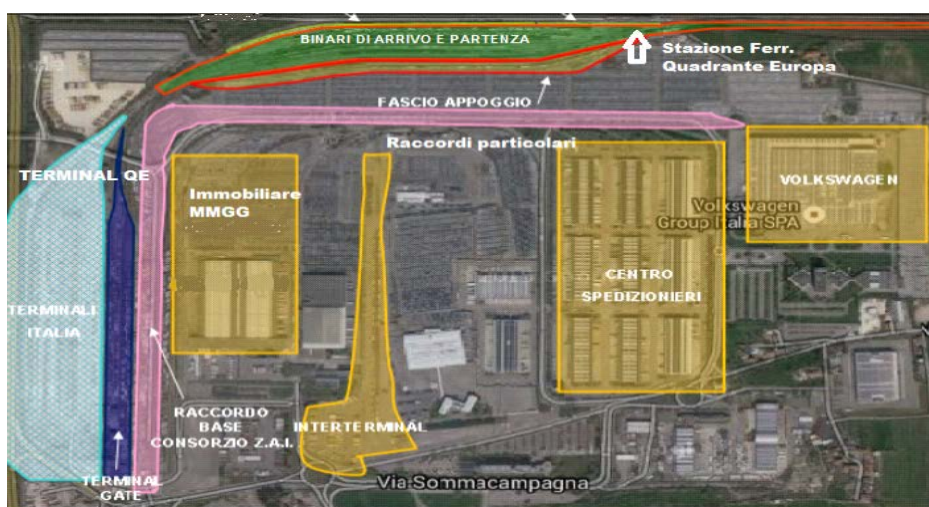 BINARI DI ARRIVO E PARTENZA
Stazione Ferr.
Quadrante Europa
FASCIO APPOGGIO
Raccordi particolari
TERMINAL QE
Immobiliare
MMGG
VOLKSWAGEN
Volkswagen
Group Italia SPA
CENTRO
SPEDIZIONIERI
TERMINALI
ITALIA
RACCORDO
BASE
CONSORZIO Z.A.I.
INTERTERMINAL
TERMINAL
GATE
Via Sommacampagna